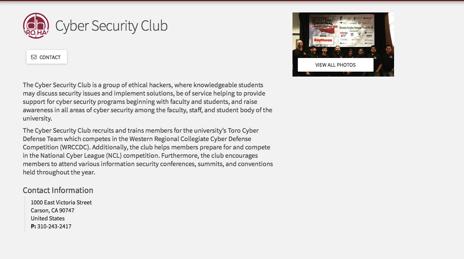 Cyber Security Club
CONTACT
VIEW ALL PHOTOS
The Cyber Security Club is a group of ethical hackers, where knowledgeable students
may discuss security issues and implement solutions, be of service helping to provide
support for cyber security programs beginning with faculty and students, and raise
awareness in all areas of cyber security among the faculty, staff, and student body of the
university.
The Cyber Security Club recruits and trains members for the university's Toro Cyber
Defense Team which competes in the Western Regional Collegiate Cyber Defense
Competition (WRCCDC). Additionally, the club helps members prepare for and compete
in the National Cyber League (NCL) competition. Furthermore, the club encourages
members to attend various information security conferences, summits, and conventions
held throughout the year.
Contact Information
1000 East Victoria Street
Carson, CA 90747
United States
P: 310-243-2417